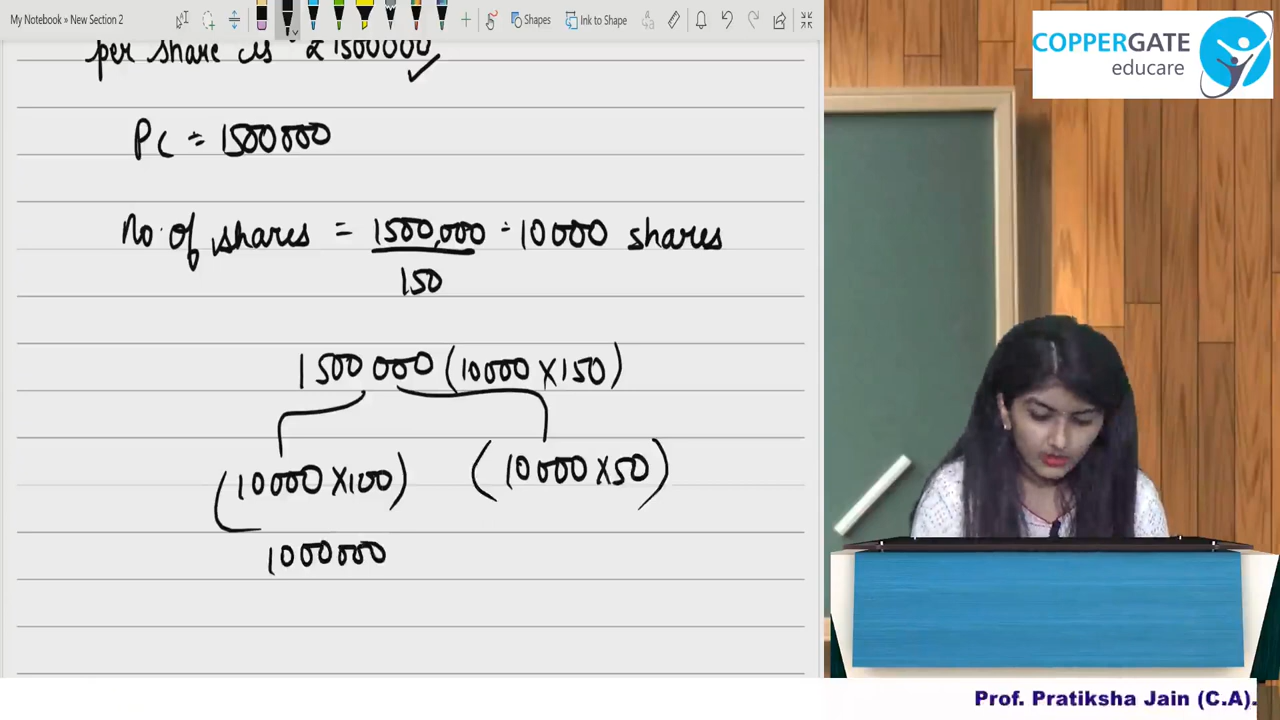 My Notebook » New Section 2
Shapes
Ink to Shape
per share is ₹ 1500000
PC = 1500000
No. of shares = 1500,000 = 10000 shares
150
1500000 (10000 × 150)
(10000 × 100) (10000 × 50)
1000000
COPPERGATE
educare
Prof. Pratiksha Jain (C.A).